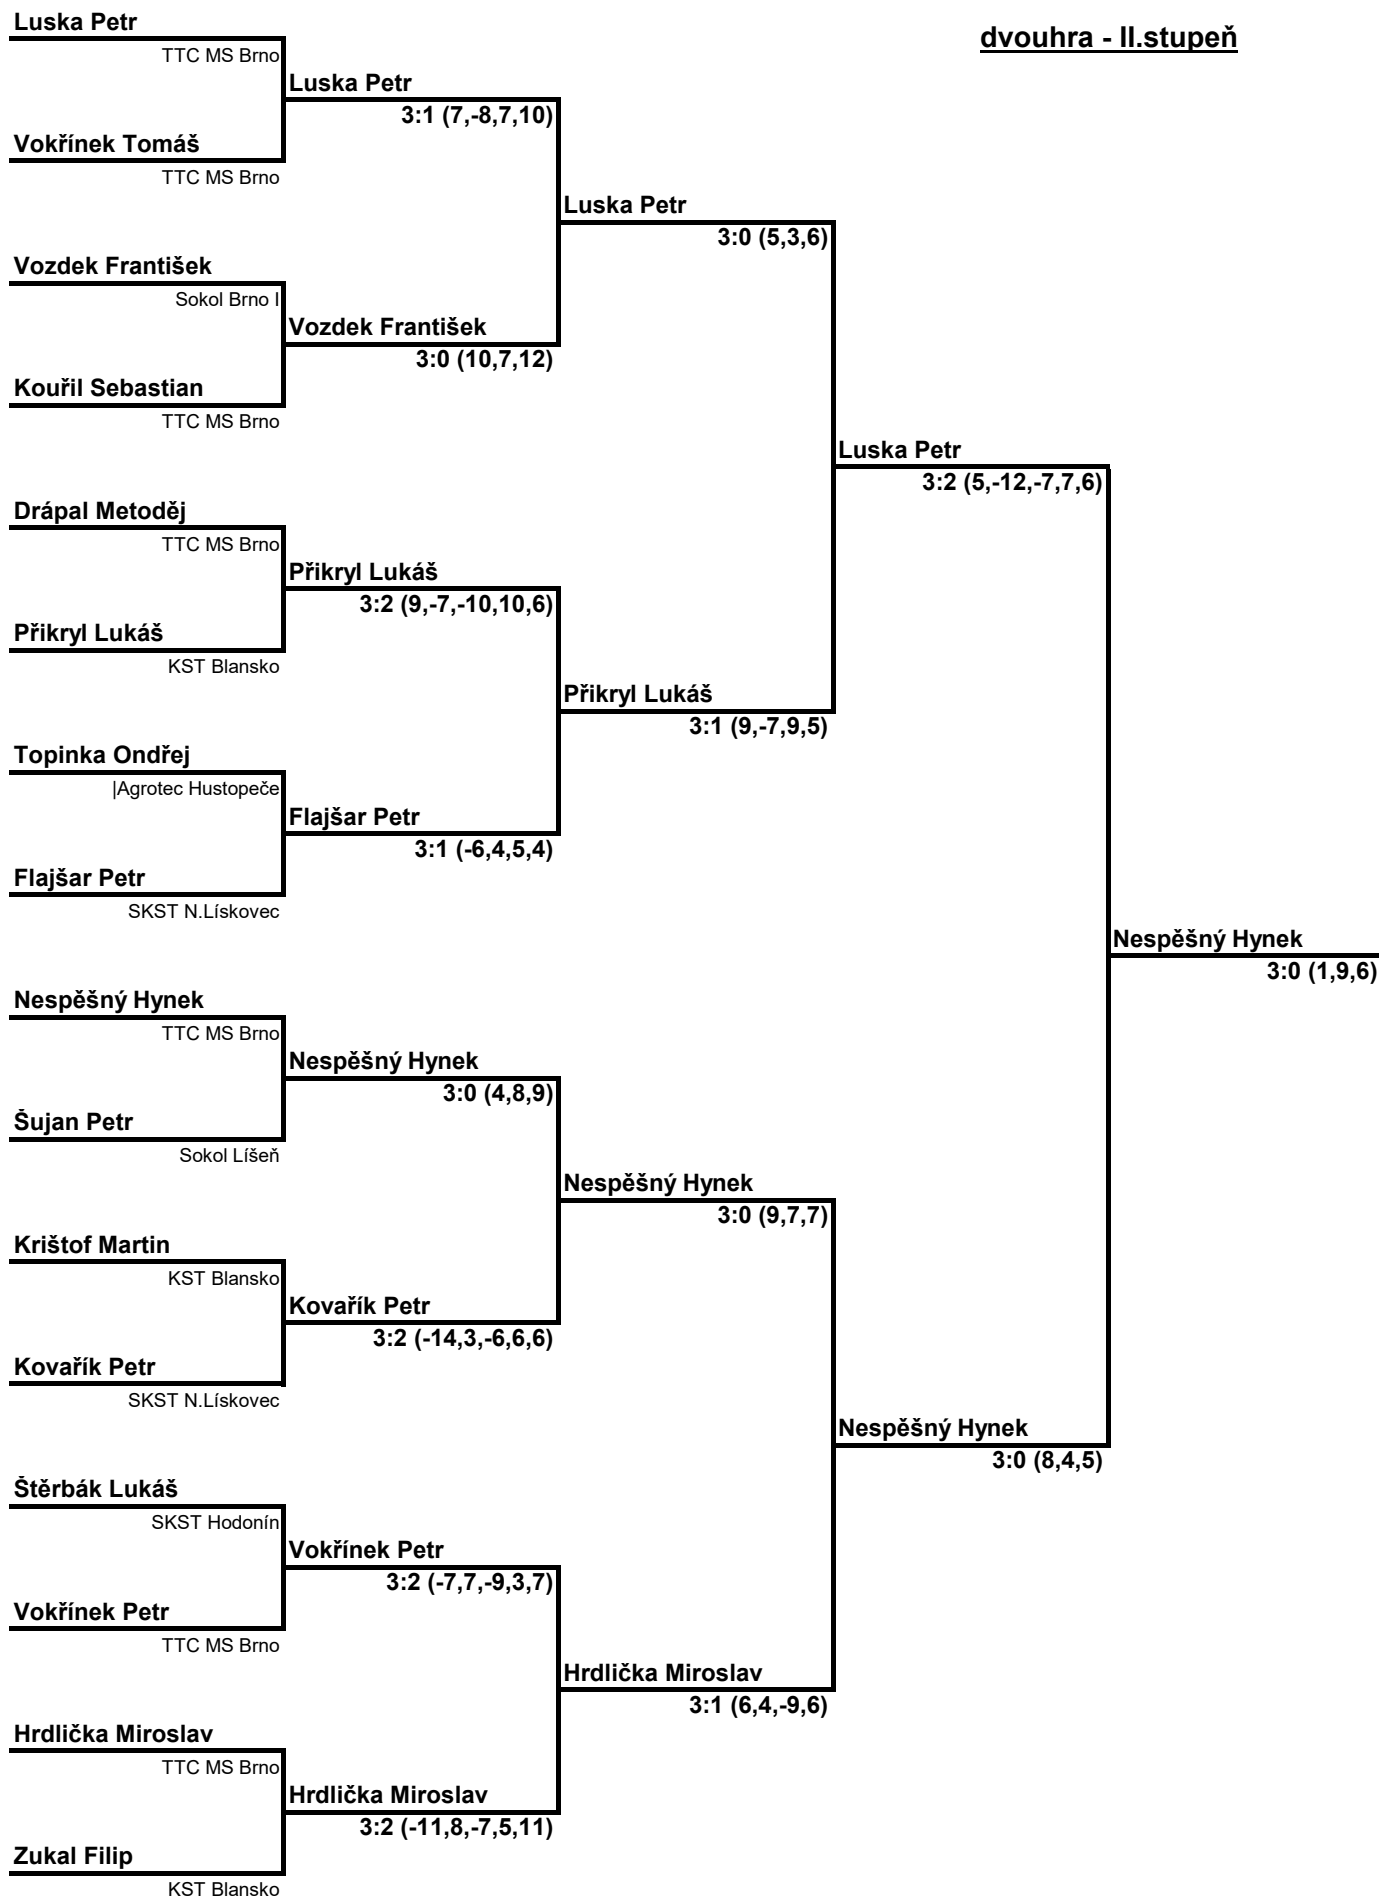 Luska Petr
dvouhra - II.stupeň
TTC MS Brno
Luska Petr
3:1 (7,-8,7,10)
Vokřínek Tomáš
TTC MS Brno
Luska Petr
3:0 (5,3,6)
Vozdek František
Sokol Brno I
Vozdek František
3:0 (10,7,12)
Kouřil Sebastian
TTC MS Brno
Luska Petr
3:2 (5,-12,-7,7,6)
Drápal Metoděj
TTC MS Brno
Přikryl Lukáš
3:2 (9,-7,-10,10,6)
Přikryl Lukáš
KST Blansko
Přikryl Lukáš
3:1 (9,-7,9,5)
Topinka Ondřej
|Agrotec Hustopeče
Flajšar Petr
3:1 (-6,4,5,4)
Flajšar Petr
SKST N.Lískovec
Nespěšný Hynek
3:0 (1,9,6)
Nespěšný Hynek
TTC MS Brno
Nespěšný Hynek
3:0 (4,8,9)
Šujan Petr
Sokol Líšeň
Nespěšný Hynek
3:0 (9,7,7)
Krištof Martin
KST Blansko
Kovařík Petr
3:2 (-14,3,-6,6,6)
Kovařík Petr
SKST N.Lískovec
Nespěšný Hynek
3:0 (8,4,5)
Štěrbák Lukáš
SKST Hodonín
Vokřínek Petr
3:2 (-7,7,-9,3,7)
Vokřínek Petr
TTC MS Brno
Hrdlička Miroslav
3:1 (6,4,-9,6)
Hrdlička Miroslav
TTC MS Brno
Hrdlička Miroslav
3:2 (-11,8,-7,5,11)
Zukal Filip
KST Blansko